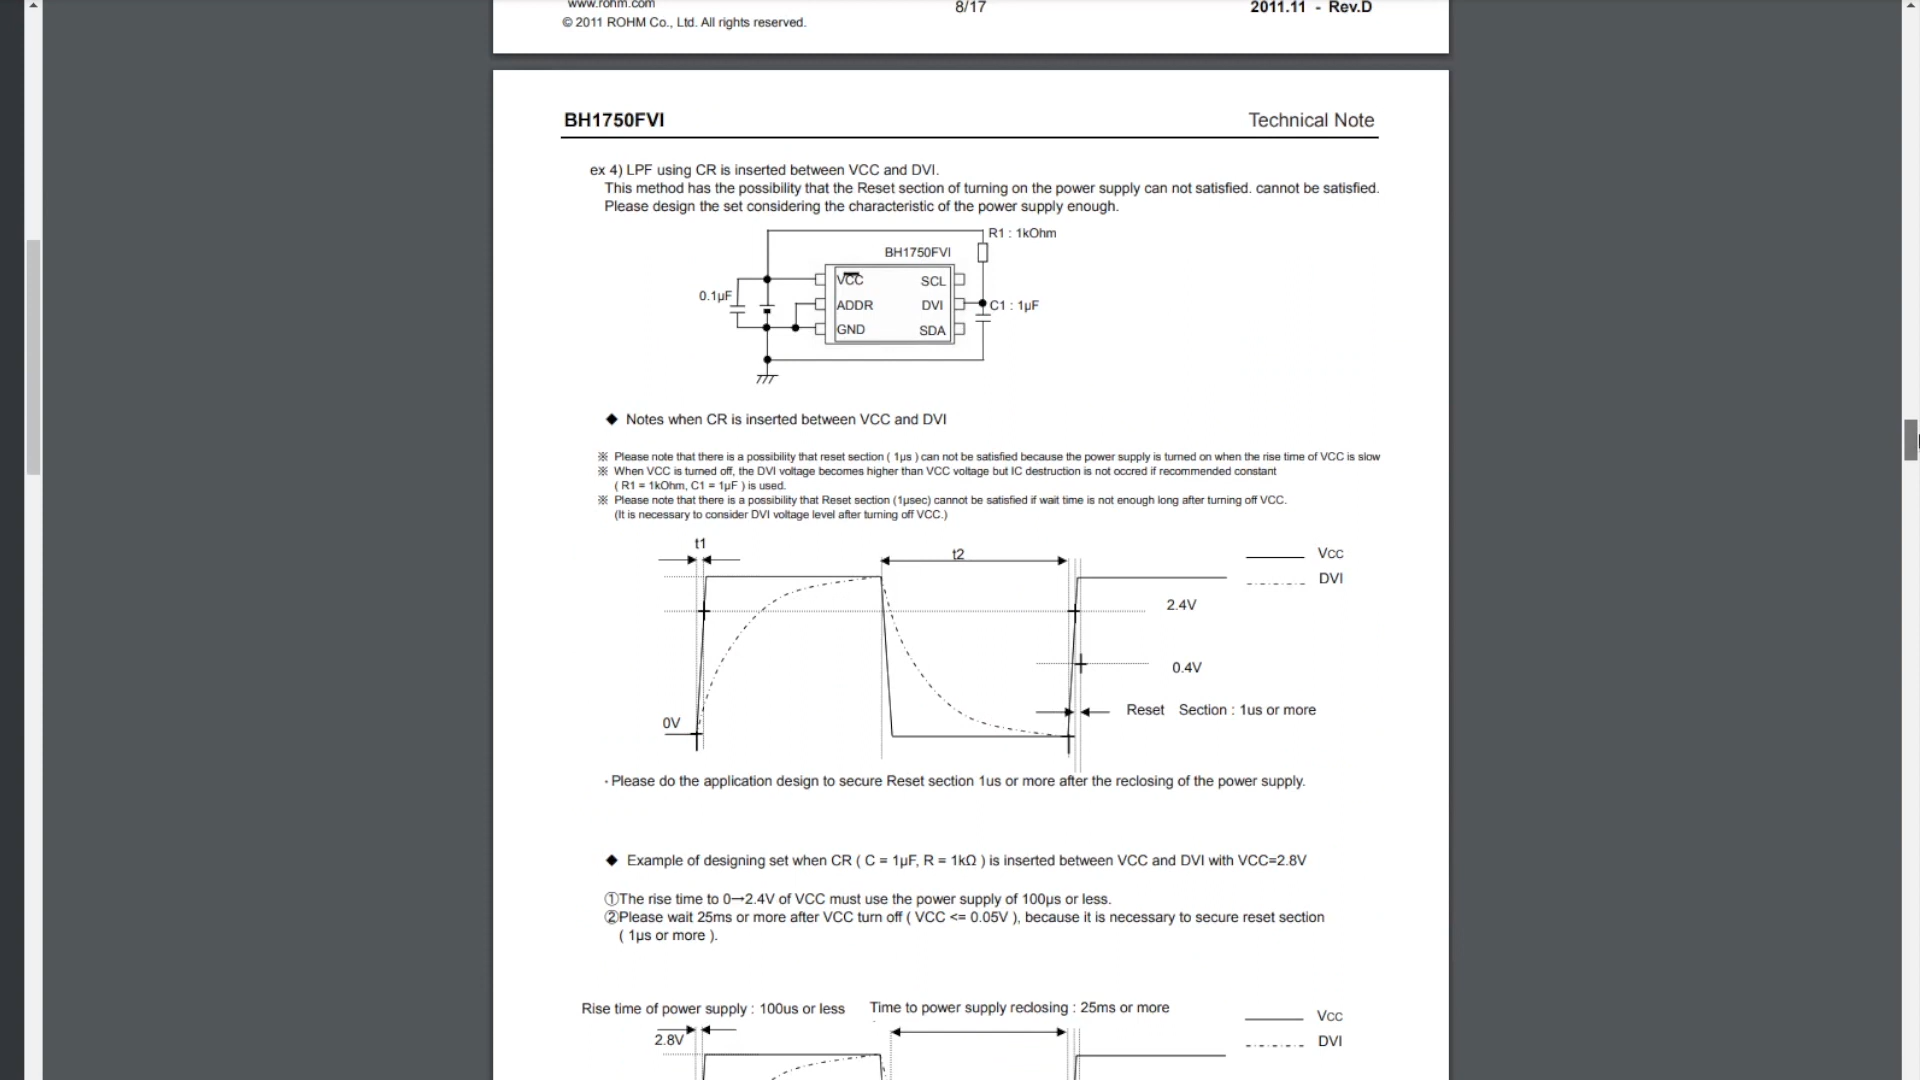 www.rohm.com
© 2011 ROHM Co., Ltd. All rights reserved.
8/17
2011.11 - Rev.D
BH1750FVI
Technical Note
ex 4) LPF using CR is inserted between VCC and DVI.
This method has the possibility that the Reset section of turning on the power supply can not satisfied. cannot be satisfied.
Please design the set considering the characteristic of the power supply enough.
R1 : 1kOhm
BH1750FVI
VCC
SCL
0.1µF
ADDR
DVI
C1 : 1µF
GND
SDA
◆ Notes when CR is inserted between VCC and DVI
※ Please note that there is a possibility that reset section ( 1µs ) can not be satisfied because the power supply is turned on when the rise time of VCC is slow
※ When VCC is turned off, the DVI voltage becomes higher than VCC voltage but IC destruction is not occred if recommended constant
( R1 = 1kOhm, C1 = 1µF ) is used.
※ Please note that there is a possibility that Reset section (1µsec) cannot be satisfied if wait time is not enough long after turning off VCC.
(It is necessary to consider DVI voltage level after turning off VCC.)
t1
t2
Vcc
DVI
2.4V
0.4V
Reset Section : 1us or more
0V
· Please do the application design to secure Reset section 1us or more after the reclosing of the power supply.
◆ Example of designing set when CR ( C = 1µF, R = 1kΩ ) is inserted between VCC and DVI with VCC=2.8V
①The rise time to 0→2.4V of VCC must use the power supply of 100µs or less.
②Please wait 25ms or more after VCC turn off ( VCC <= 0.05V ), because it is necessary to secure reset section
( 1µs or more ).
Rise time of power supply : 100us or less
Time to power supply reclosing : 25ms or more
Vcc
2.8V
DVI